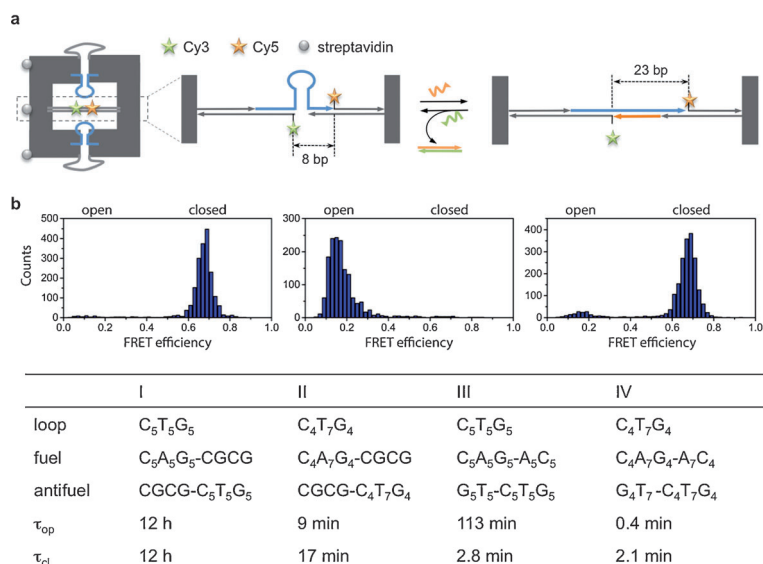 a
Cy3 Cy5 streptavidin
23 bp
8 bp
b
open closed open closed open closed
500
400
300
200
100
0
Counts
0.0 0.2 0.4 0.6 0.8 1.0
FRET efficiency
300
200
100
0
0.0 0.2 0.4 0.6 0.8 1.0
FRET efficiency
400
300
200
100
0
0.0 0.2 0.4 0.6 0.8 1.0
FRET efficiency
I II III IV
loop C₅T₅G₅ C₄T₇G₄ C₅T₅G₅ C₄T₇G₄
fuel C₅A₅G₅-CGCG C₄A₇G₄-CGCG C₅A₅G₅-A₅C₅ C₄A₇G₄-A₇C₄
antifuel CGCG-C₅T₅G₅ CGCG-C₄T₇G₄ G₅T₅-C₅T₅G₅ G₄T₇-C₄T₇G₄
τop 12 h 9 min 113 min 0.4 min
τcl 12 h 17 min 2.8 min 2.1 min